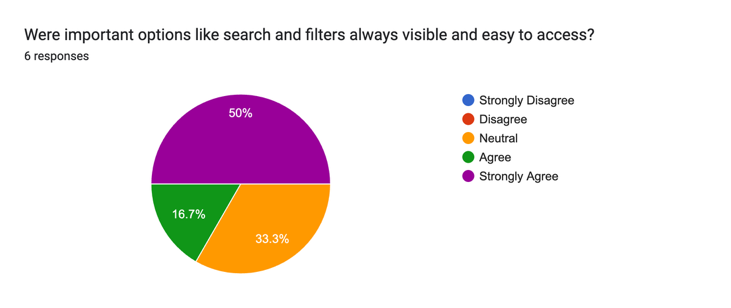 Were important options like search and filters always visible and easy to access?
6 responses
50%
16.7%
33.3%
Strongly Disagree
Disagree
Neutral
Agree
Strongly Agree